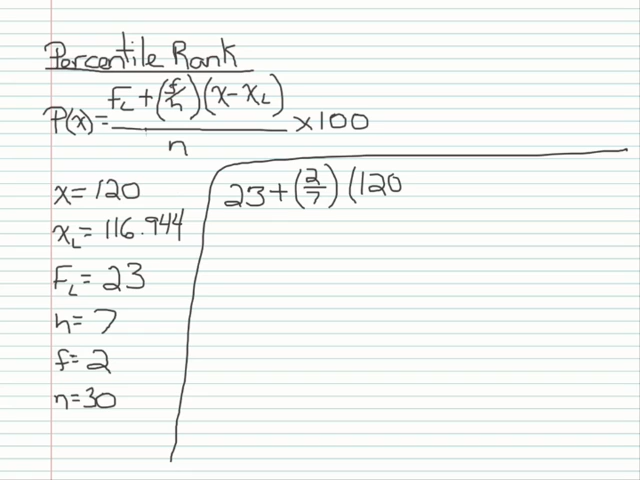 Percentile Rank
P(x) = F_L + (f/h)(x - x_L) / n × 100
x = 120
x_L = 116.944
F_L = 23
h = 7
f = 2
n = 30
23 + (2/7) (120